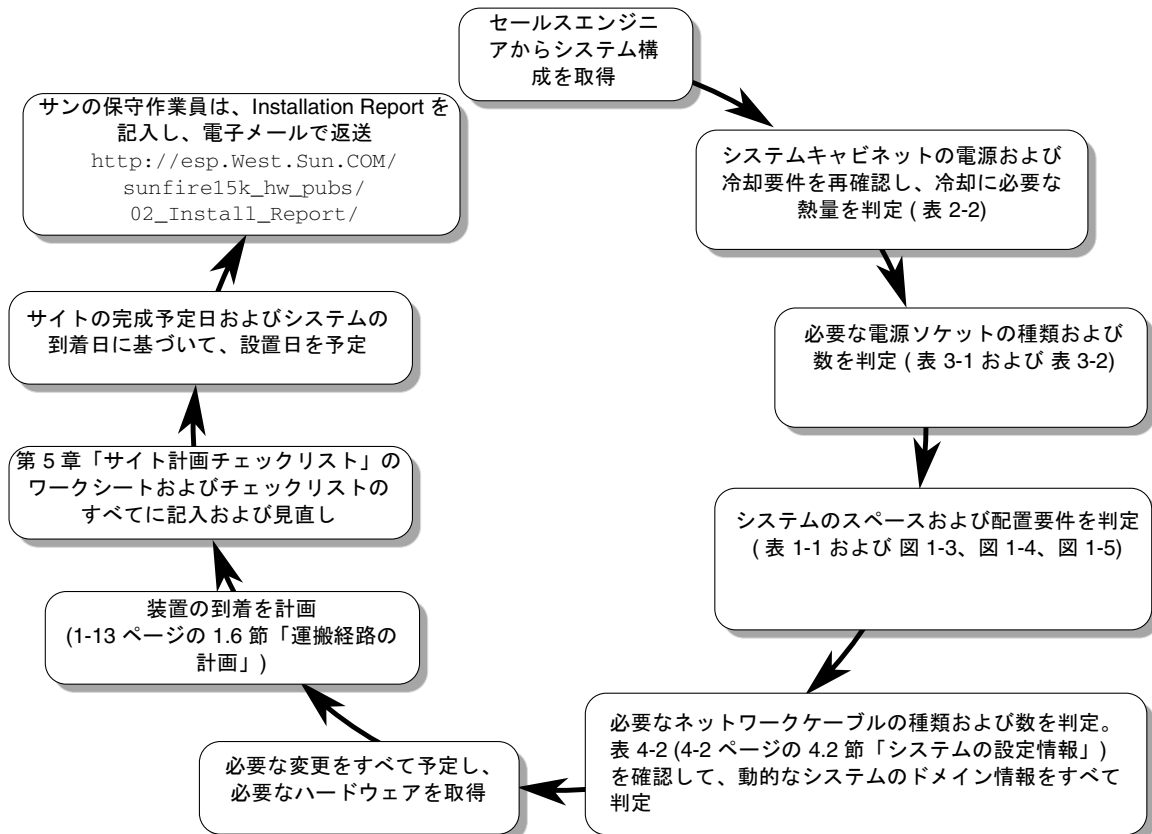 セールスエンジニ
アからシステム構
成を取得
システムキャビネットの電源および
冷却要件を再確認し、冷却に必要な
熱量を判定 ( 表 2-2)
必要な電源ソケットの種類および
数を判定 ( 表 3-1 および 表 3-2)
システムのスペースおよび配置要件を判定
( 表 1-1 および 図 1-3、図 1-4、図 1-5)
必要なネットワークケーブルの種類および数を判定。
表 4-2 (4-2 ページの 4.2 節「システムの設定情報」)
を確認して、動的なシステムのドメイン情報をすべて
判定
必要な変更をすべて予定し、
必要なハードウェアを取得
装置の到着を計画
(1-13 ページの 1.6 節「運搬経路の
計画」)
第 5 章「サイト計画チェックリスト」の
ワークシートおよびチェックリストの
すべてに記入および見直し
サイトの完成予定日およびシステムの
到着日に基づいて、設置日を予定
サンの保守作業員は、Installation Report を
記入し、電子メールで返送
http://esp.West.Sun.COM/
sunfire15k_hw_pubs/
02_Install_Report/